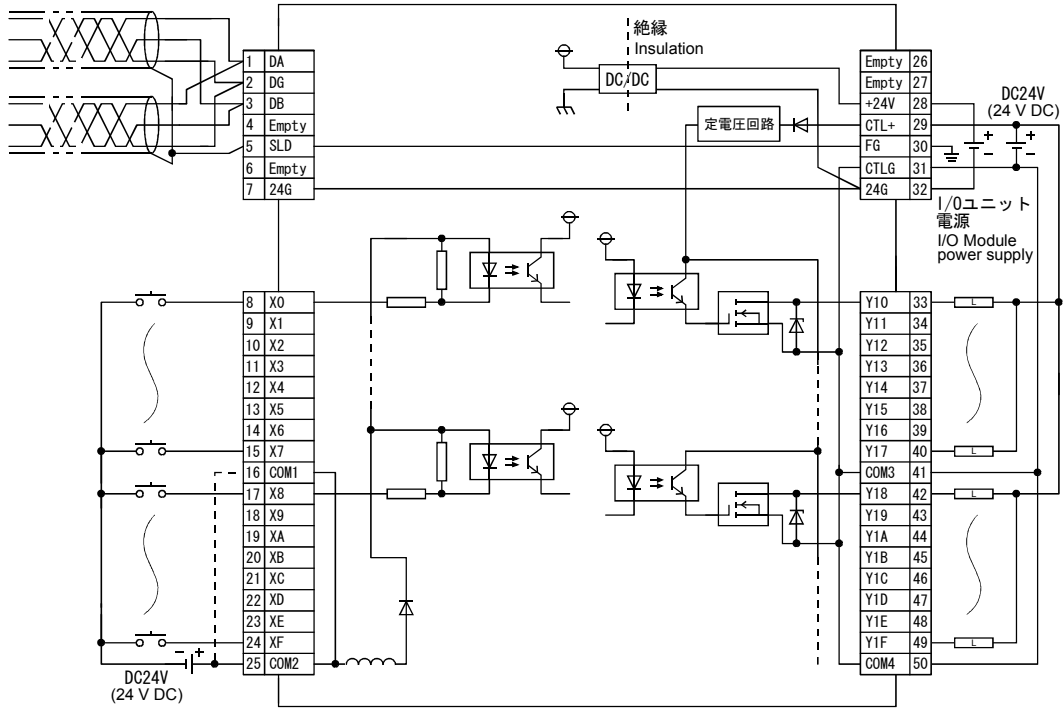 絶縁
Insulation
DC/DC
定電圧回路
1 DA
2 DG
3 DB
4 Empty
5 SLD
6 Empty
7 24G
Empty 26
Empty 27
+24V 28
CTL+ 29
FG 30
CTLG 31
24G 32
DC24V
(24 V DC)
+
-
+
-
I/Oユニット
電源
I/O Module
power supply
8 X0
9 X1
10 X2
11 X3
12 X4
13 X5
14 X6
15 X7
16 COM1
17 X8
18 X9
19 XA
20 XB
21 XC
22 XD
23 XE
24 XF
25 COM2
- +
DC24V
(24 V DC)
Y10 33
Y11 34
Y12 35
Y13 36
Y14 37
Y15 38
Y16 39
Y17 40
COM3 41
Y18 42
Y19 43
Y1A 44
Y1B 45
Y1C 46
Y1D 47
Y1E 48
Y1F 49
COM4 50
L
L
L
L